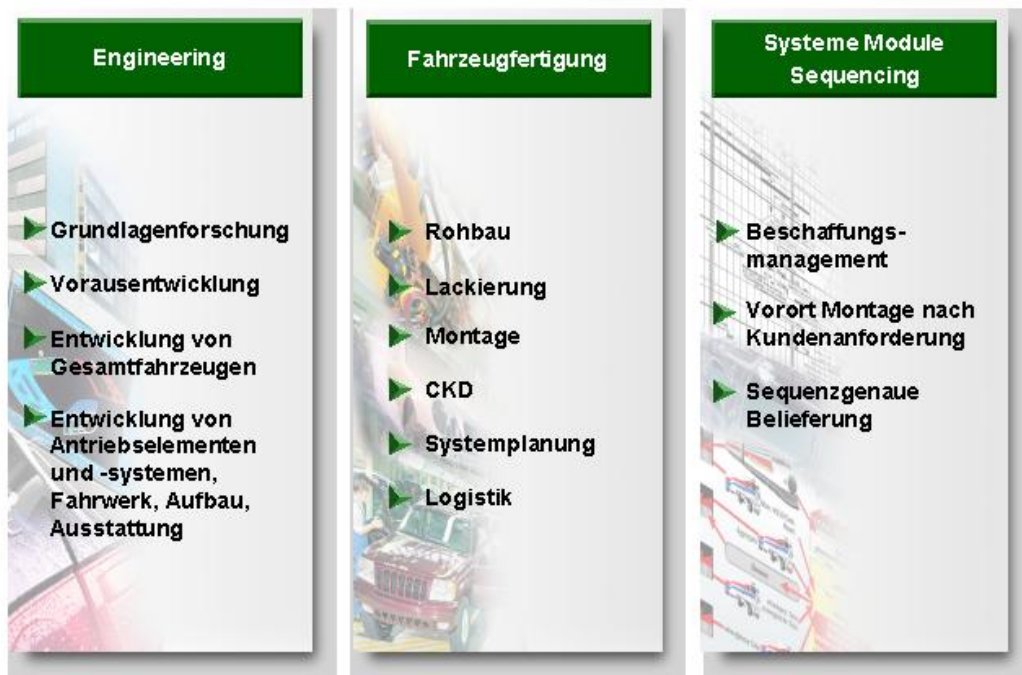 Engineering
Grundlagenforschung
Vorausentwicklung
Entwicklung von
Gesamtfahrzeugen
Entwicklung von
Antriebselementen
und -systemen,
Fahrwerk, Aufbau,
Ausstattung
Fahrzeugfertigung
Rohbau
Lackierung
Montage
CKD
Systemplanung
Logistik
Systeme Module
Sequencing
Beschaffungs-
management
Vorort Montage nach
Kundenanforderung
Sequenzgenaue
Belieferung